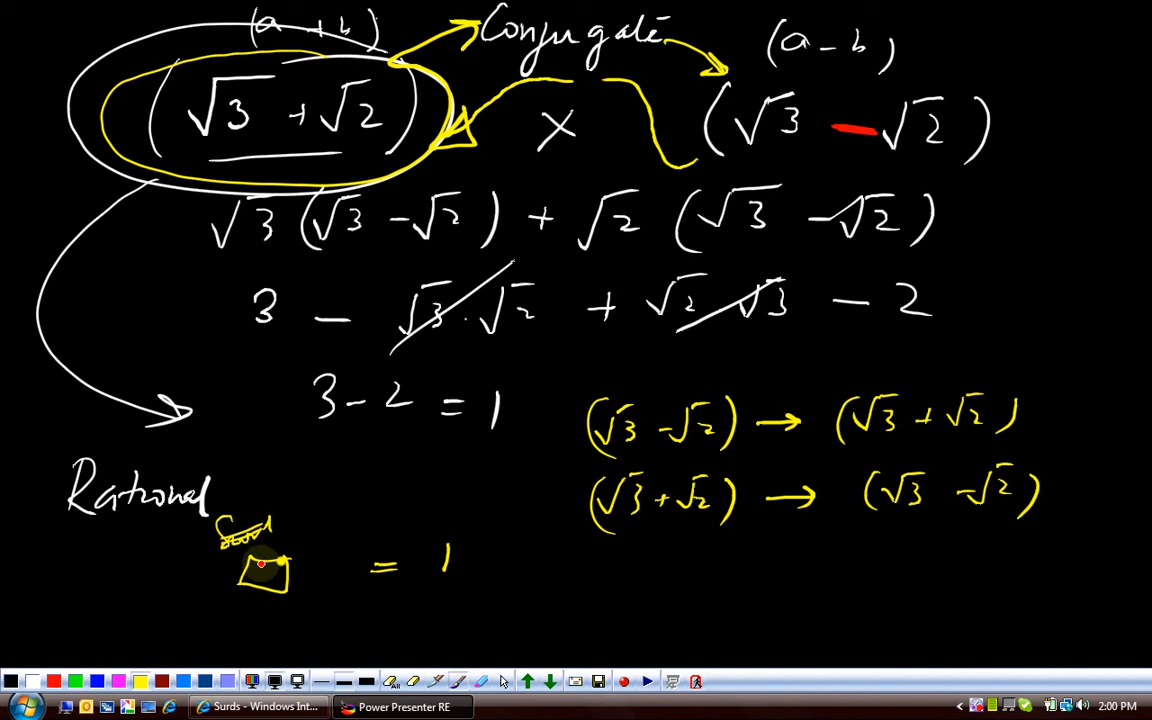 (a + b) Conjugate (a - b)
(√3 + √2) X (√3 - √2)
√3 (√3 - √2) + √2 (√3 - √2)
3 - √3 . √2 + √2 √3 - 2
3 - 2 = 1
(√3 - √2) → (√3 + √2)
Rational
(√3 + √2) → (√3 - √2)
= 1
Surds - Windows Int... Power Presenter RE 2:00 PM